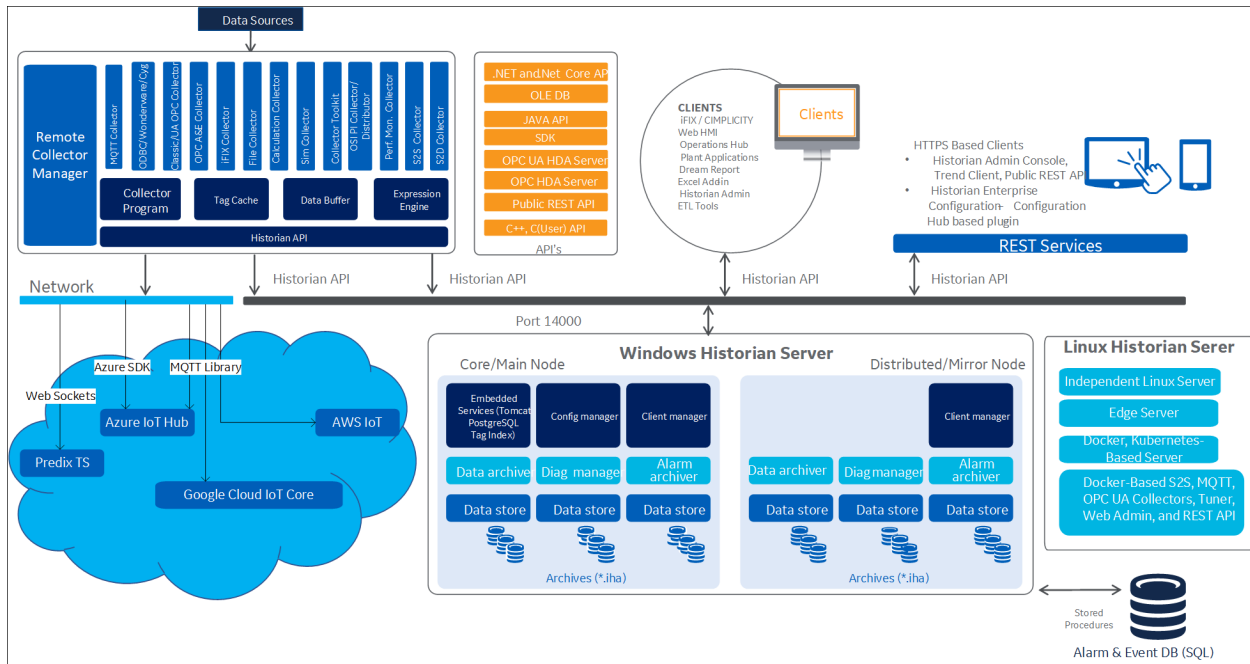 Data Sources
Remote
Collector
Manager
MQTT Collector
ODBC/Wonderware/Cyg
Classic/UA OPC Collector
OPC A&E Collector
iFIX Collector
File Collector
Calculation Collector
Sim Collector
Collector Toolkit
OSI PI Collector/
Distributor
Perf. Mon. Collector
S2S Collector
S2D Collector
Collector
Program
Tag Cache
Data Buffer
Expression
Engine
Historian API
.NET and.Net Core AP
OLE DB
JAVA API
SDK
OPC UA HDA Server
OPC HDA Server
Public REST API
C++, C(User) API
API's
CLIENTS
iFIX / CIMPLICITY
Web HMI
Operations Hub
Plant Applications
Dream Report
Excel Addin
Historian Admin
ETL Tools
Clients
HTTPS Based Clients
• Historian Admin Console,
Trend Client, Public REST AP
• Historian Enterprise
Configuration– Configuration
Hub based plugin
REST Services
Historian API
Historian API
Historian API
Historian API
Network
Port 14000
Azure SDK
MQTT Library
Web Sockets
Azure IoT Hub
AWS IoT
Predix TS
Google Cloud IoT Core
Windows Historian Server
Core/Main Node
Distributed/Mirror Node
Embedded
Services (Tomcat
PostgreSQL
Tag Index)
Config manager
Client manager
Client manager
Data archiver
Diag manage
Alarm
archiver
Data archiver
Diag manager
Alarm
archiver
Data store
Data store
Data store
Data store
Data store
Data store
Archives (*.iha)
Archives (*.iha)
Linux Historian Serer
Independent Linux Server
Edge Server
Docker, Kubernetes-
Based Server
Docker-Based S2S, MQTT,
OPC UA Collectors, Tuner,
Web Admin, and REST API
Stored
Procedures
Alarm & Event DB (SQL)